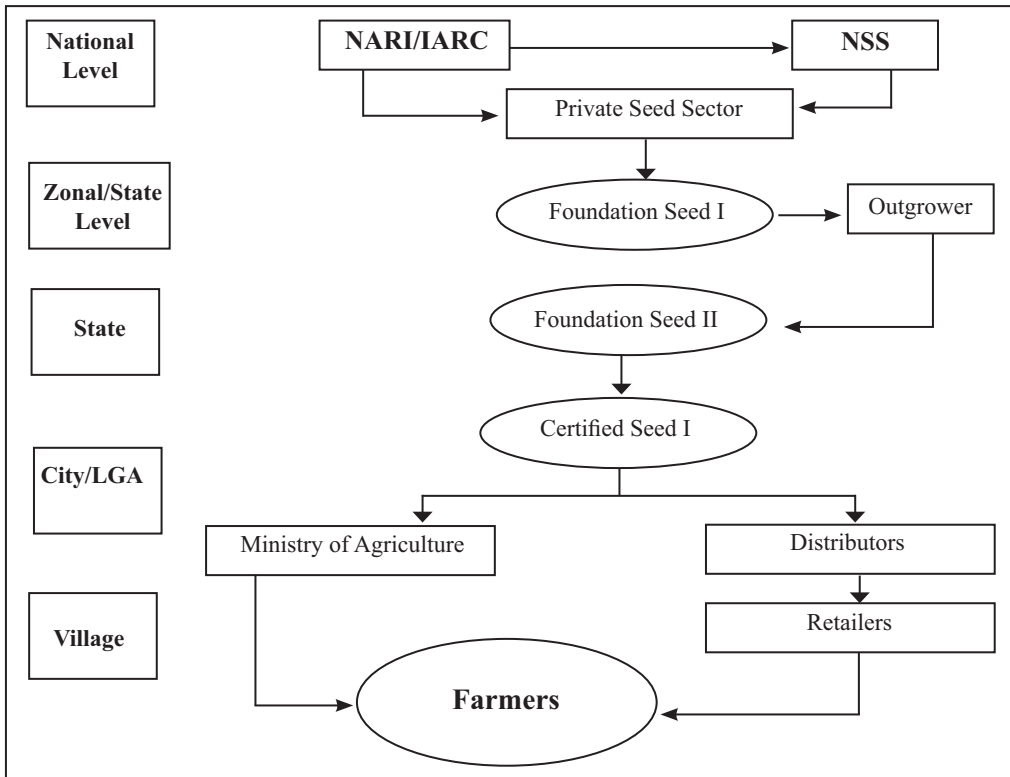 National
Level
NARI/IARC
NSS
Private Seed Sector
Zonal/State
Level
Foundation Seed I
Outgrower
State
Foundation Seed II
Certified Seed I
City/LGA
Ministry of Agriculture
Distributors
Village
Retailers
Farmers